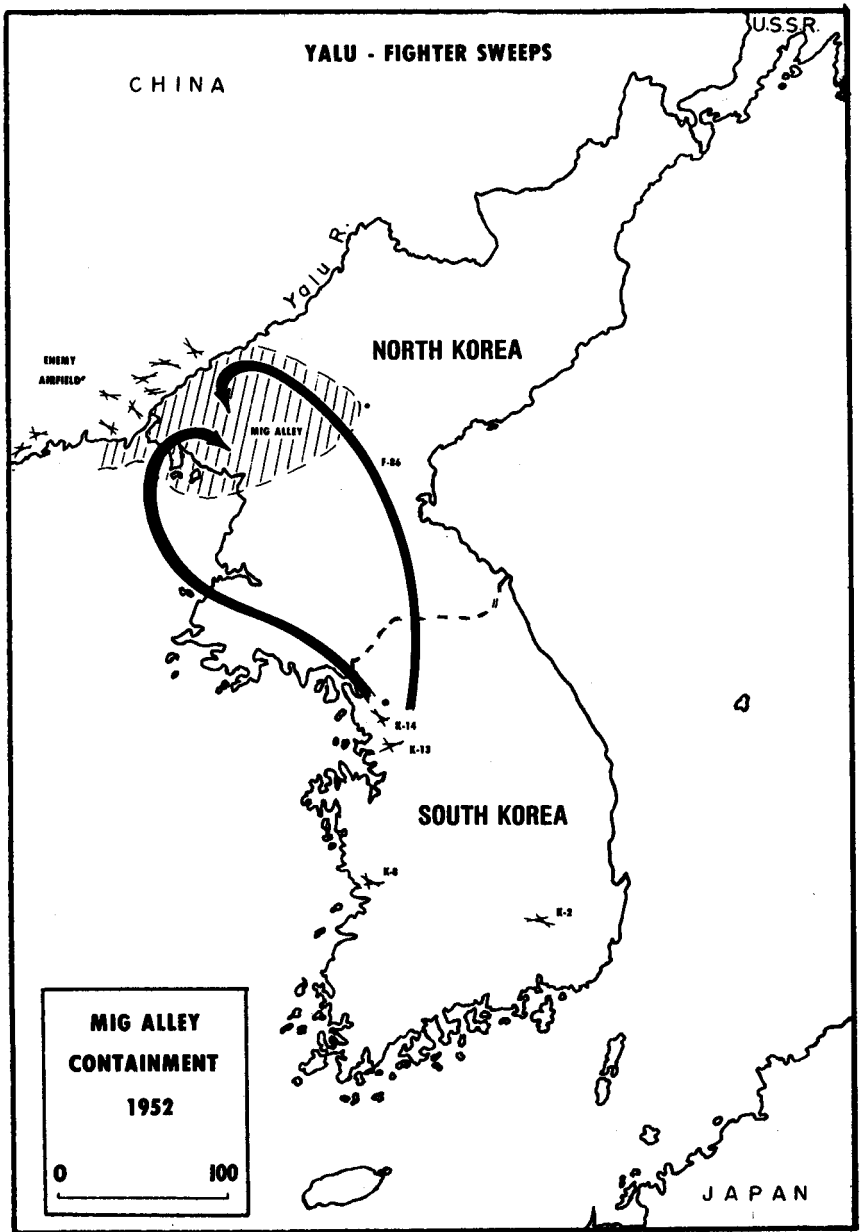 U.S.S.R.
YALU - FIGHTER SWEEPS
CHINA
Yalu R.
NORTH KOREA
ENEMY
AIRFIELDS
MIG ALLEY
F-86
K-14
K-13
SOUTH KOREA
K-8
K-2
MIG ALLEY
CONTAINMENT
1952
0 100
JAPAN